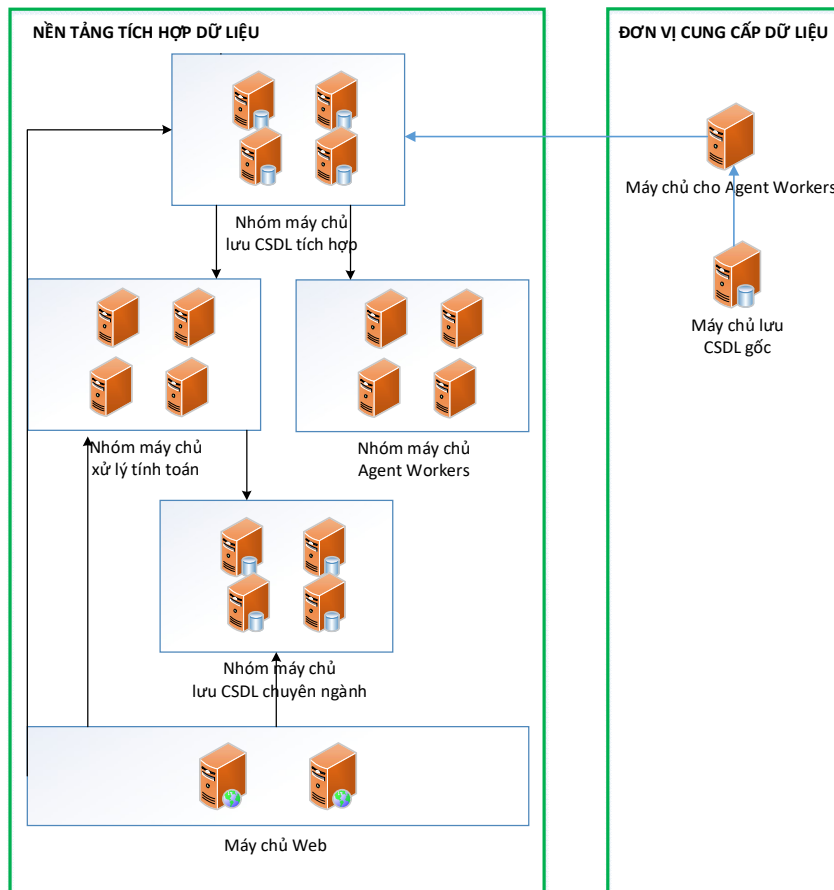 NỀN TẢNG TÍCH HỢP DỮ LIỆU
ĐƠN VỊ CUNG CẤP DỮ LIỆU
Nhóm máy chủ
lưu CSDL tích hợp
Máy chủ cho Agent Workers
Máy chủ lưu
CSDL gốc
Nhóm máy chủ
xử lý tính toán
Nhóm máy chủ
Agent Workers
Nhóm máy chủ
lưu CSDL chuyên ngành
Máy chủ Web